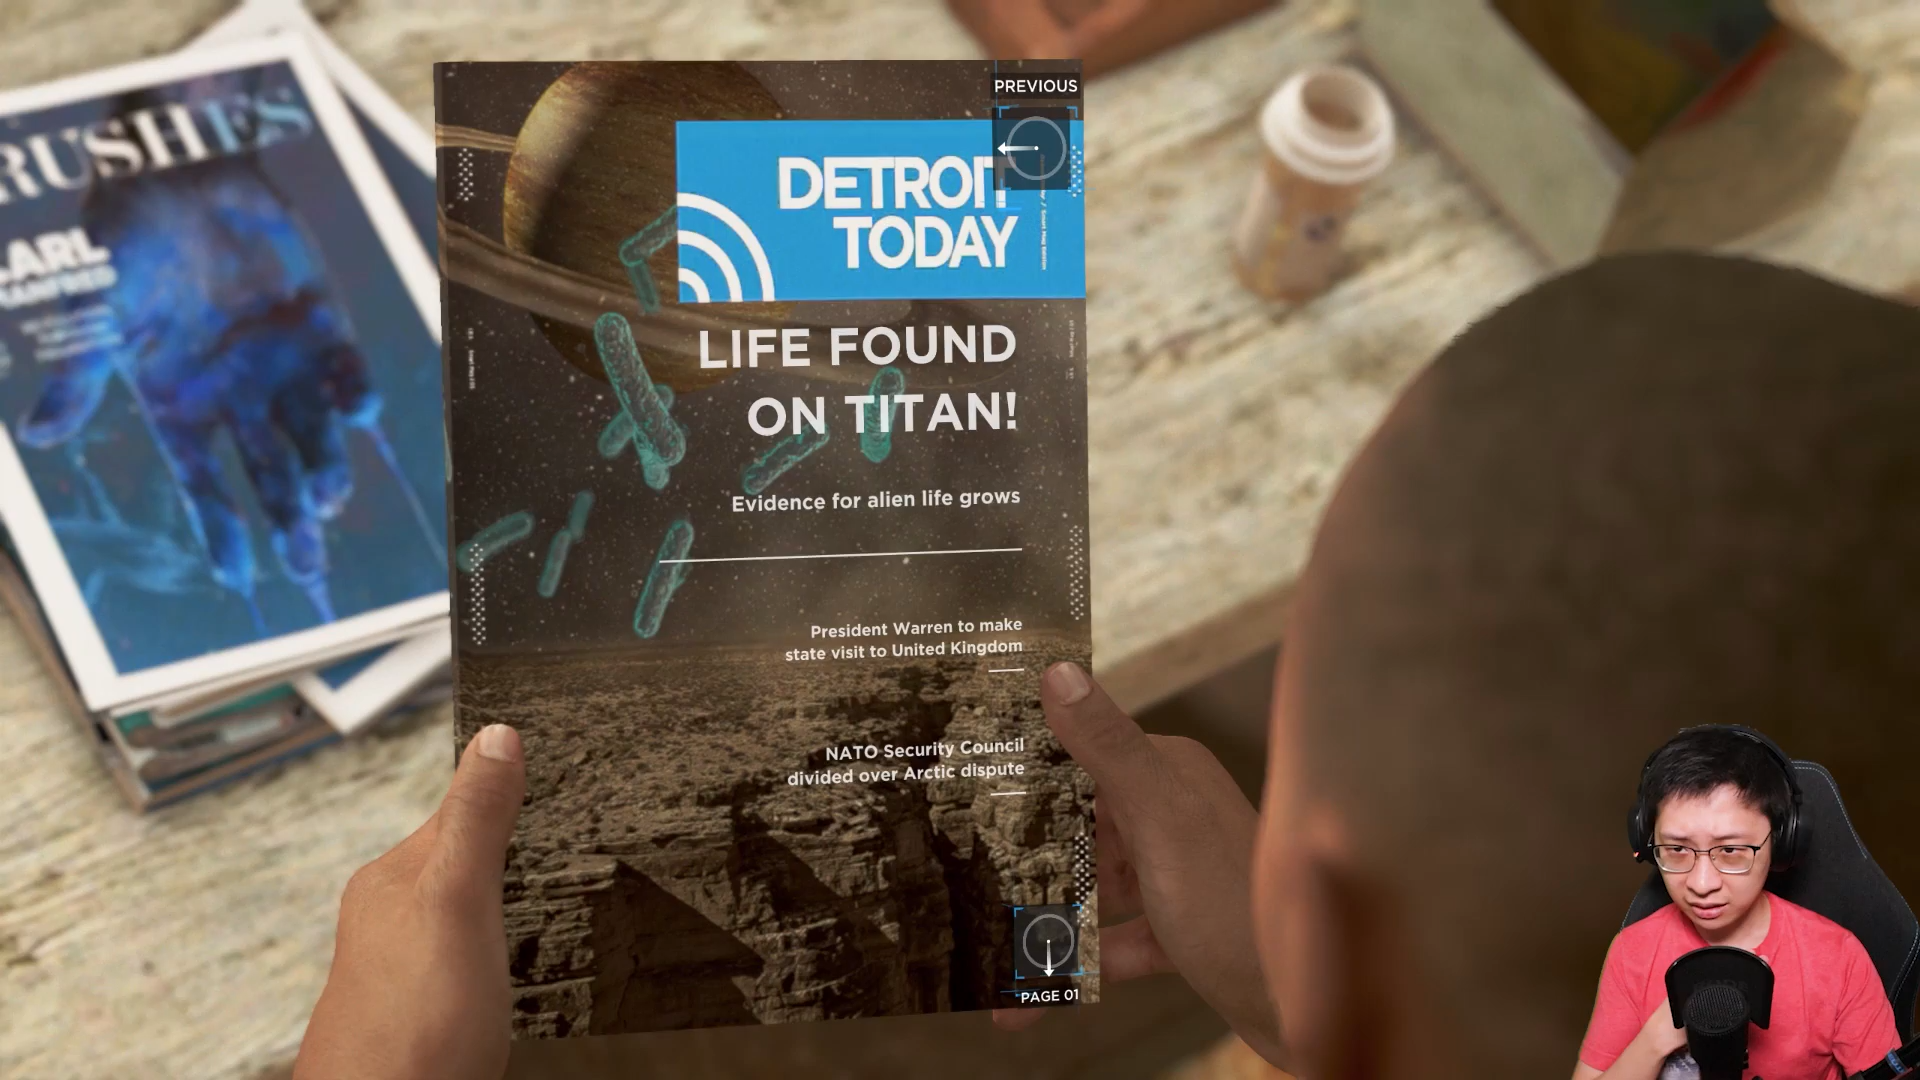 RUSHES
PREVIOUS
DETROIT
TODAY
LIFE FOUND
ON TITAN!
Evidence for alien life grows
President Warren to make
state visit to United Kingdom
NATO Security Council
divided over Arctic dispute
PAGE 01